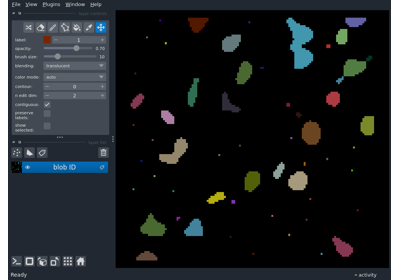 File View Plugins Window Help
label: 1
opacity: 0.70
brush size: 10
blending: translucent
color mode: auto
contour: 0
n edit dim: 2
contiguous: ✓
preserve labels:
show selected:
blob ID
Ready
activity